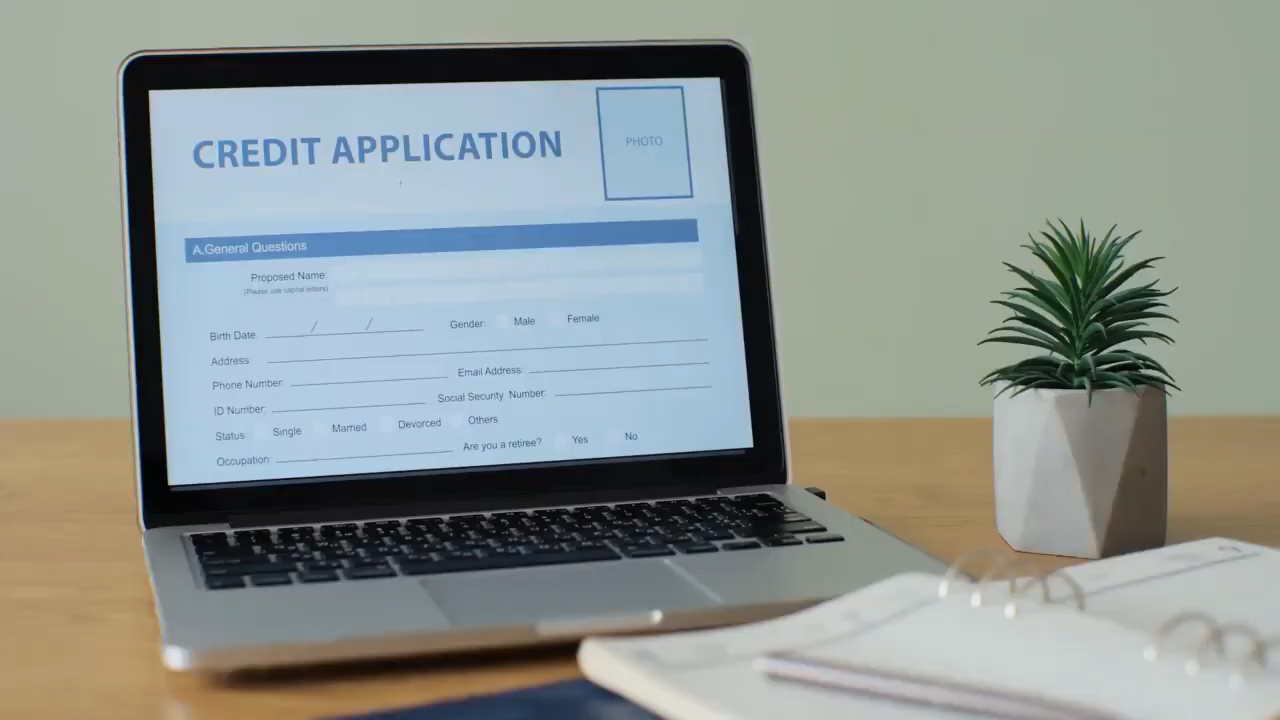 CREDIT APPLICATION
PHOTO
A.General Questions
Proposed Name:
(Please use capital letters)
Birth Date: / / Gender: Male Female
Address:
Phone Number: Email Address:
ID Number: Social Security Number:
Status: Single Married Devorced Others
Occupation: Are you a retiree? Yes No